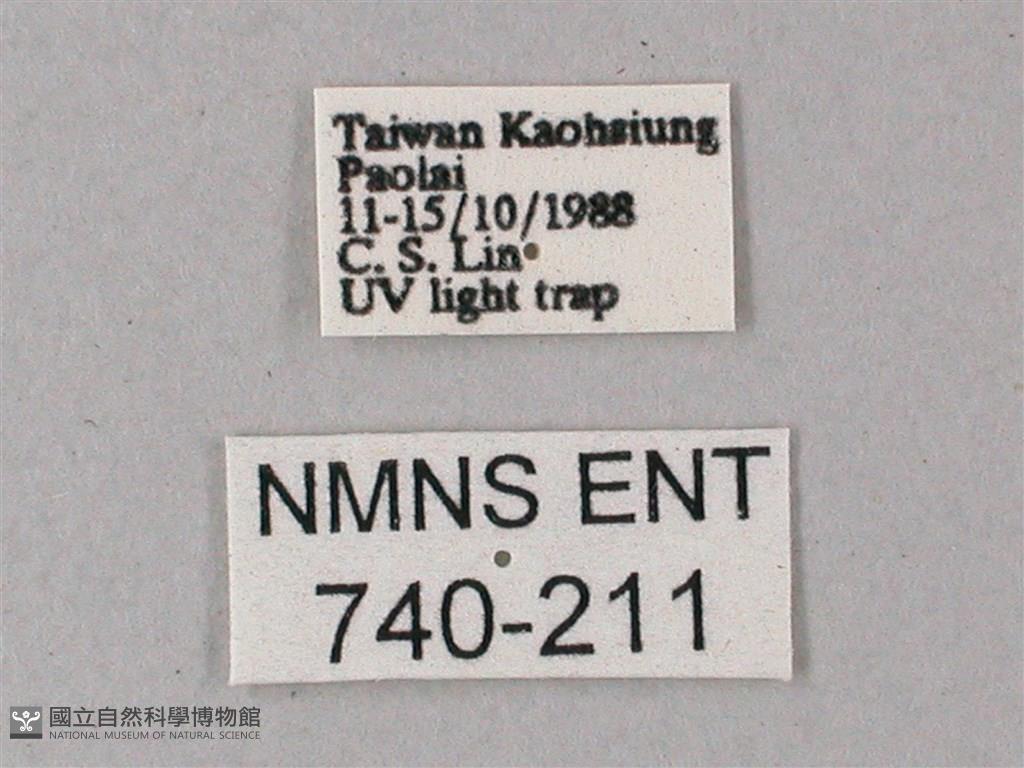 Taiwan Kaohsiung
Paolai
11-15/10/1988
C. S. Lin
UV light trap
NMNS ENT
740-211
國立自然科學博物館
NATIONAL MUSEUM OF NATURAL SCIENCE